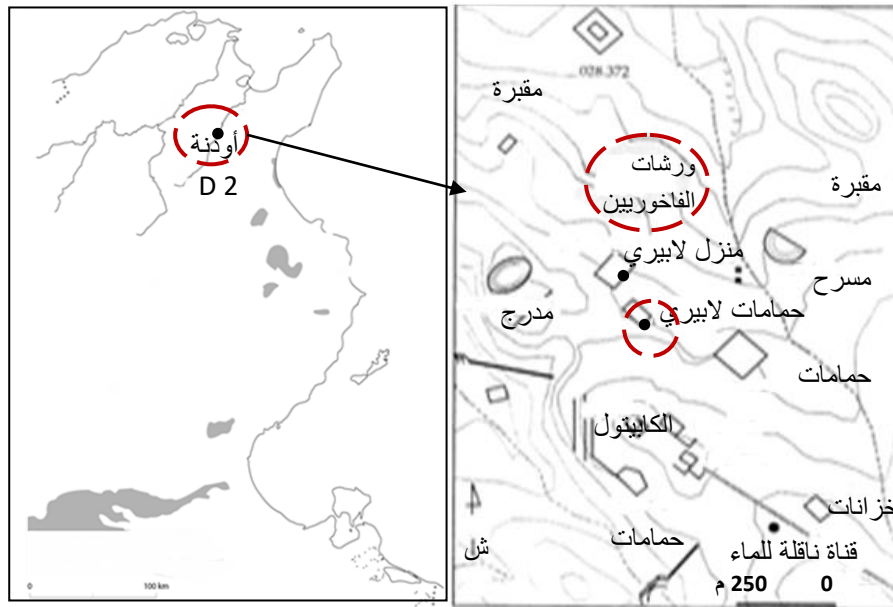 أوذنة
D 2
0
100 km
028.372
مقبرة
ورشات
الفاخوريين
مقبرة
منزل لابيري
مسرح
مدرج
حمامات لابيري
حمامات
الكابيتول
خزانات
قناة ناقلة للماء
حمامات
ش
0 250 م